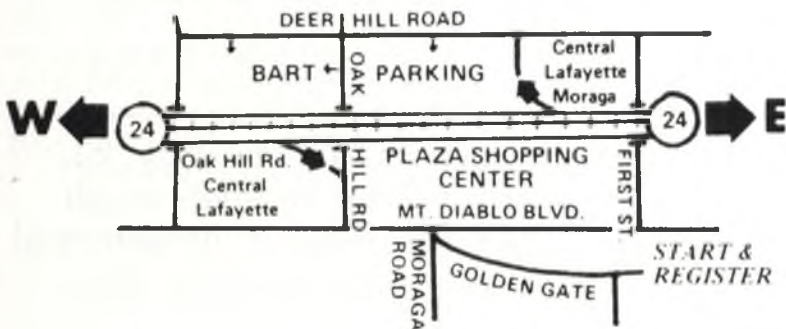 DEER HILL ROAD
BART
OAK
PARKING
Central
Lafayette
Moraga
W
24
24
E
Oak Hill Rd.
Central
Lafayette
HILL RD
PLAZA SHOPPING
CENTER
MT. DIABLO BLVD.
FIRST ST.
MORAGA
ROAD
GOLDEN GATE
START &
REGISTER